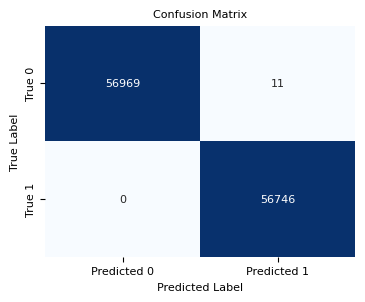 Confusion Matrix
True Label
True 0
56969 11
True 1
0 56746
Predicted 0 Predicted 1
Predicted Label